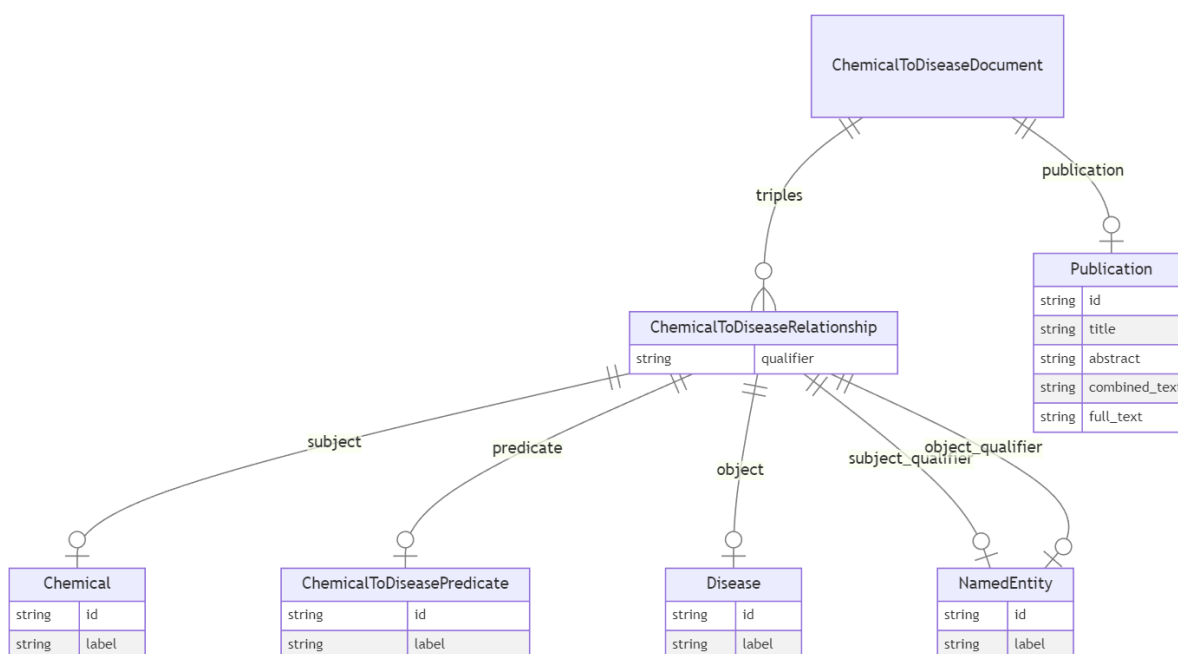 ChemicalToDiseaseDocument
publication
triples
Publication
string id
string title
string abstract
string combined_text
string full_text
ChemicalToDiseaseRelationship
string qualifier
subject
predicate
object
subject_qualifier
object_qualifier
Chemical
string id
string label
ChemicalToDiseasePredicate
string id
string label
Disease
string id
string label
NamedEntity
string id
string label